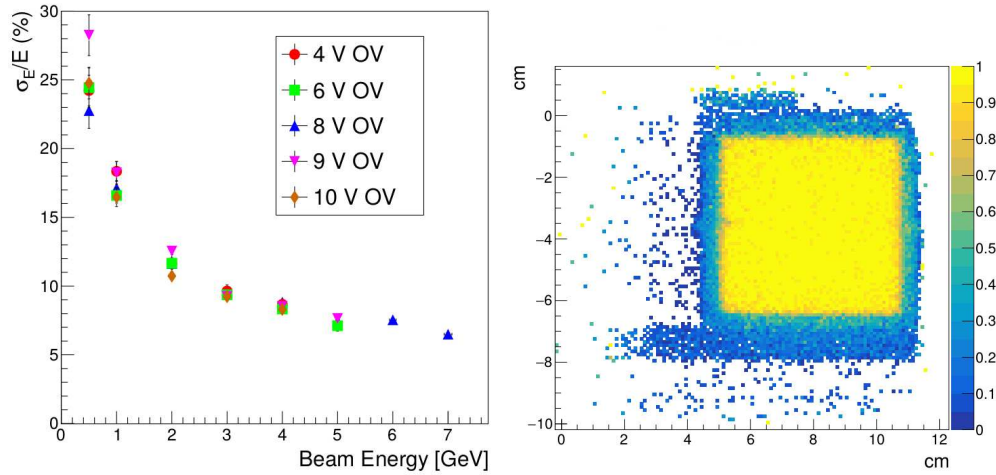 σ_E/E (%)
30
25
20
15
10
5
0
4 V OV
6 V OV
8 V OV
9 V OV
10 V OV
0 1 2 3 4 5 6 7
Beam Energy [GeV]
cm
0
−2
−4
−6
−8
−10
0 2 4 6 8 10 12
cm
1
0.9
0.8
0.7
0.6
0.5
0.4
0.3
0.2
0.1
0